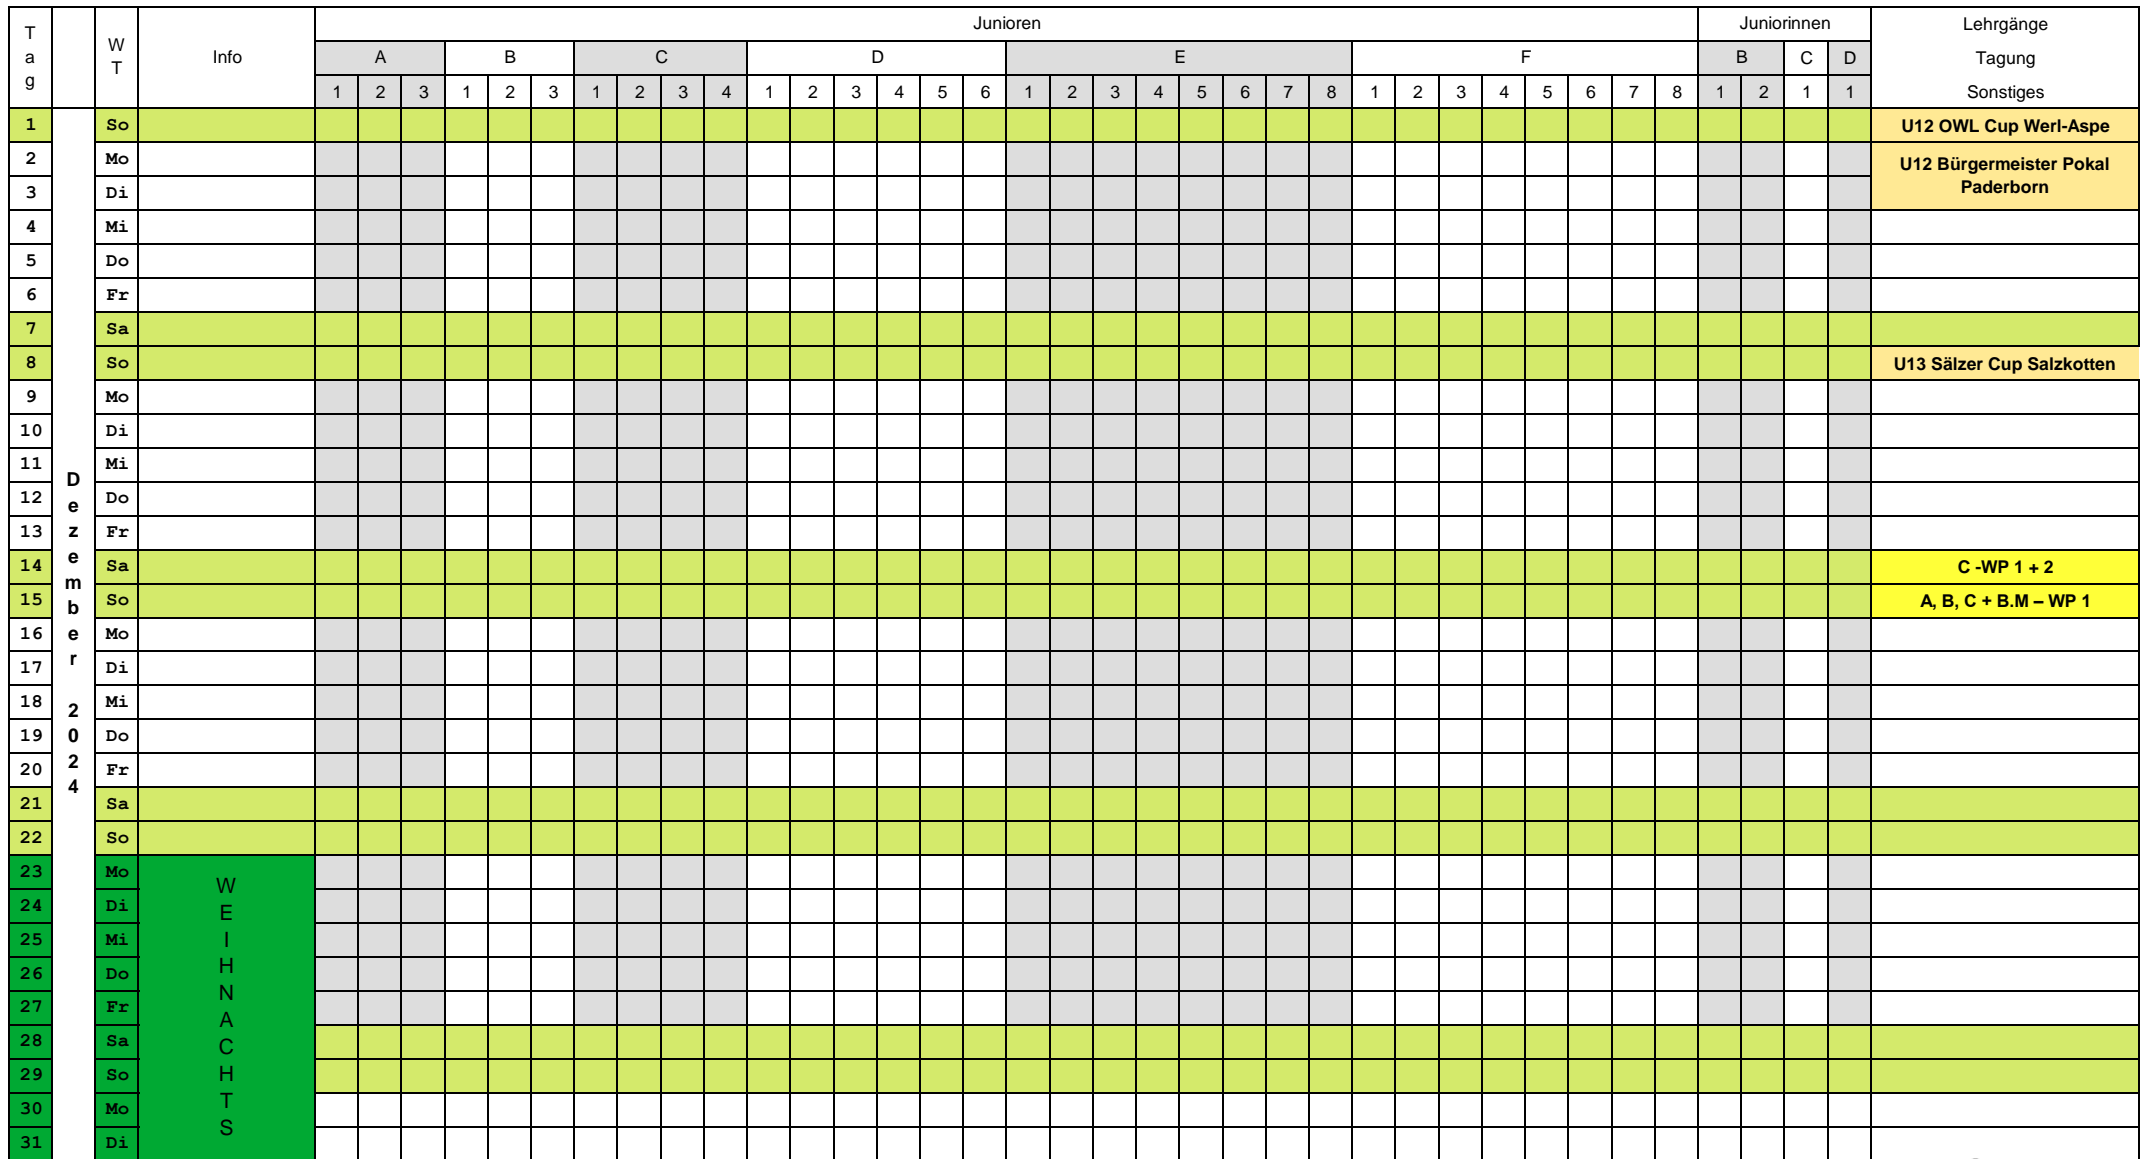 Tag WT Info Junioren Juniorinnen Lehrgänge
A B C D E F B C D Tagung
1 2 3 1 2 3 1 2 3 4 1 2 3 4 5 6 1 2 3 4 5 6 7 8 1 2 3 4 5 6 7 8 1 2 1 1 Sonstiges
Dezember 2024
1 So U12 OWL Cup Werl-Aspe
2 Mo U12 Bürgermeister Pokal
3 Di Paderborn
4 Mi
5 Do
6 Fr
7 Sa
8 So U13 Sälzer Cup Salzkotten
9 Mo
10 Di
11 Mi
12 Do
13 Fr
14 Sa C -WP 1 + 2
15 So A, B, C + B.M – WP 1
16 Mo
17 Di
18 Mi
19 Do
20 Fr
21 Sa
22 So
WEIHNACHTS
23 Mo
24 Di
25 Mi
26 Do
27 Fr
28 Sa
29 So
30 Mo
31 Di